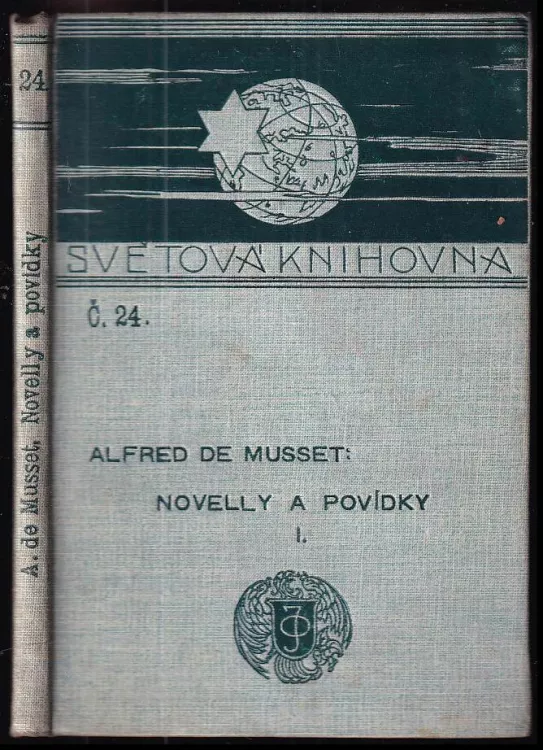 24
A. de Musset, Novelly a povídky
SVĚTOVÁ KNIHOVNA
Č. 24.
ALFRED DE MUSSET:
NOVELLY A POVÍDKY
I.